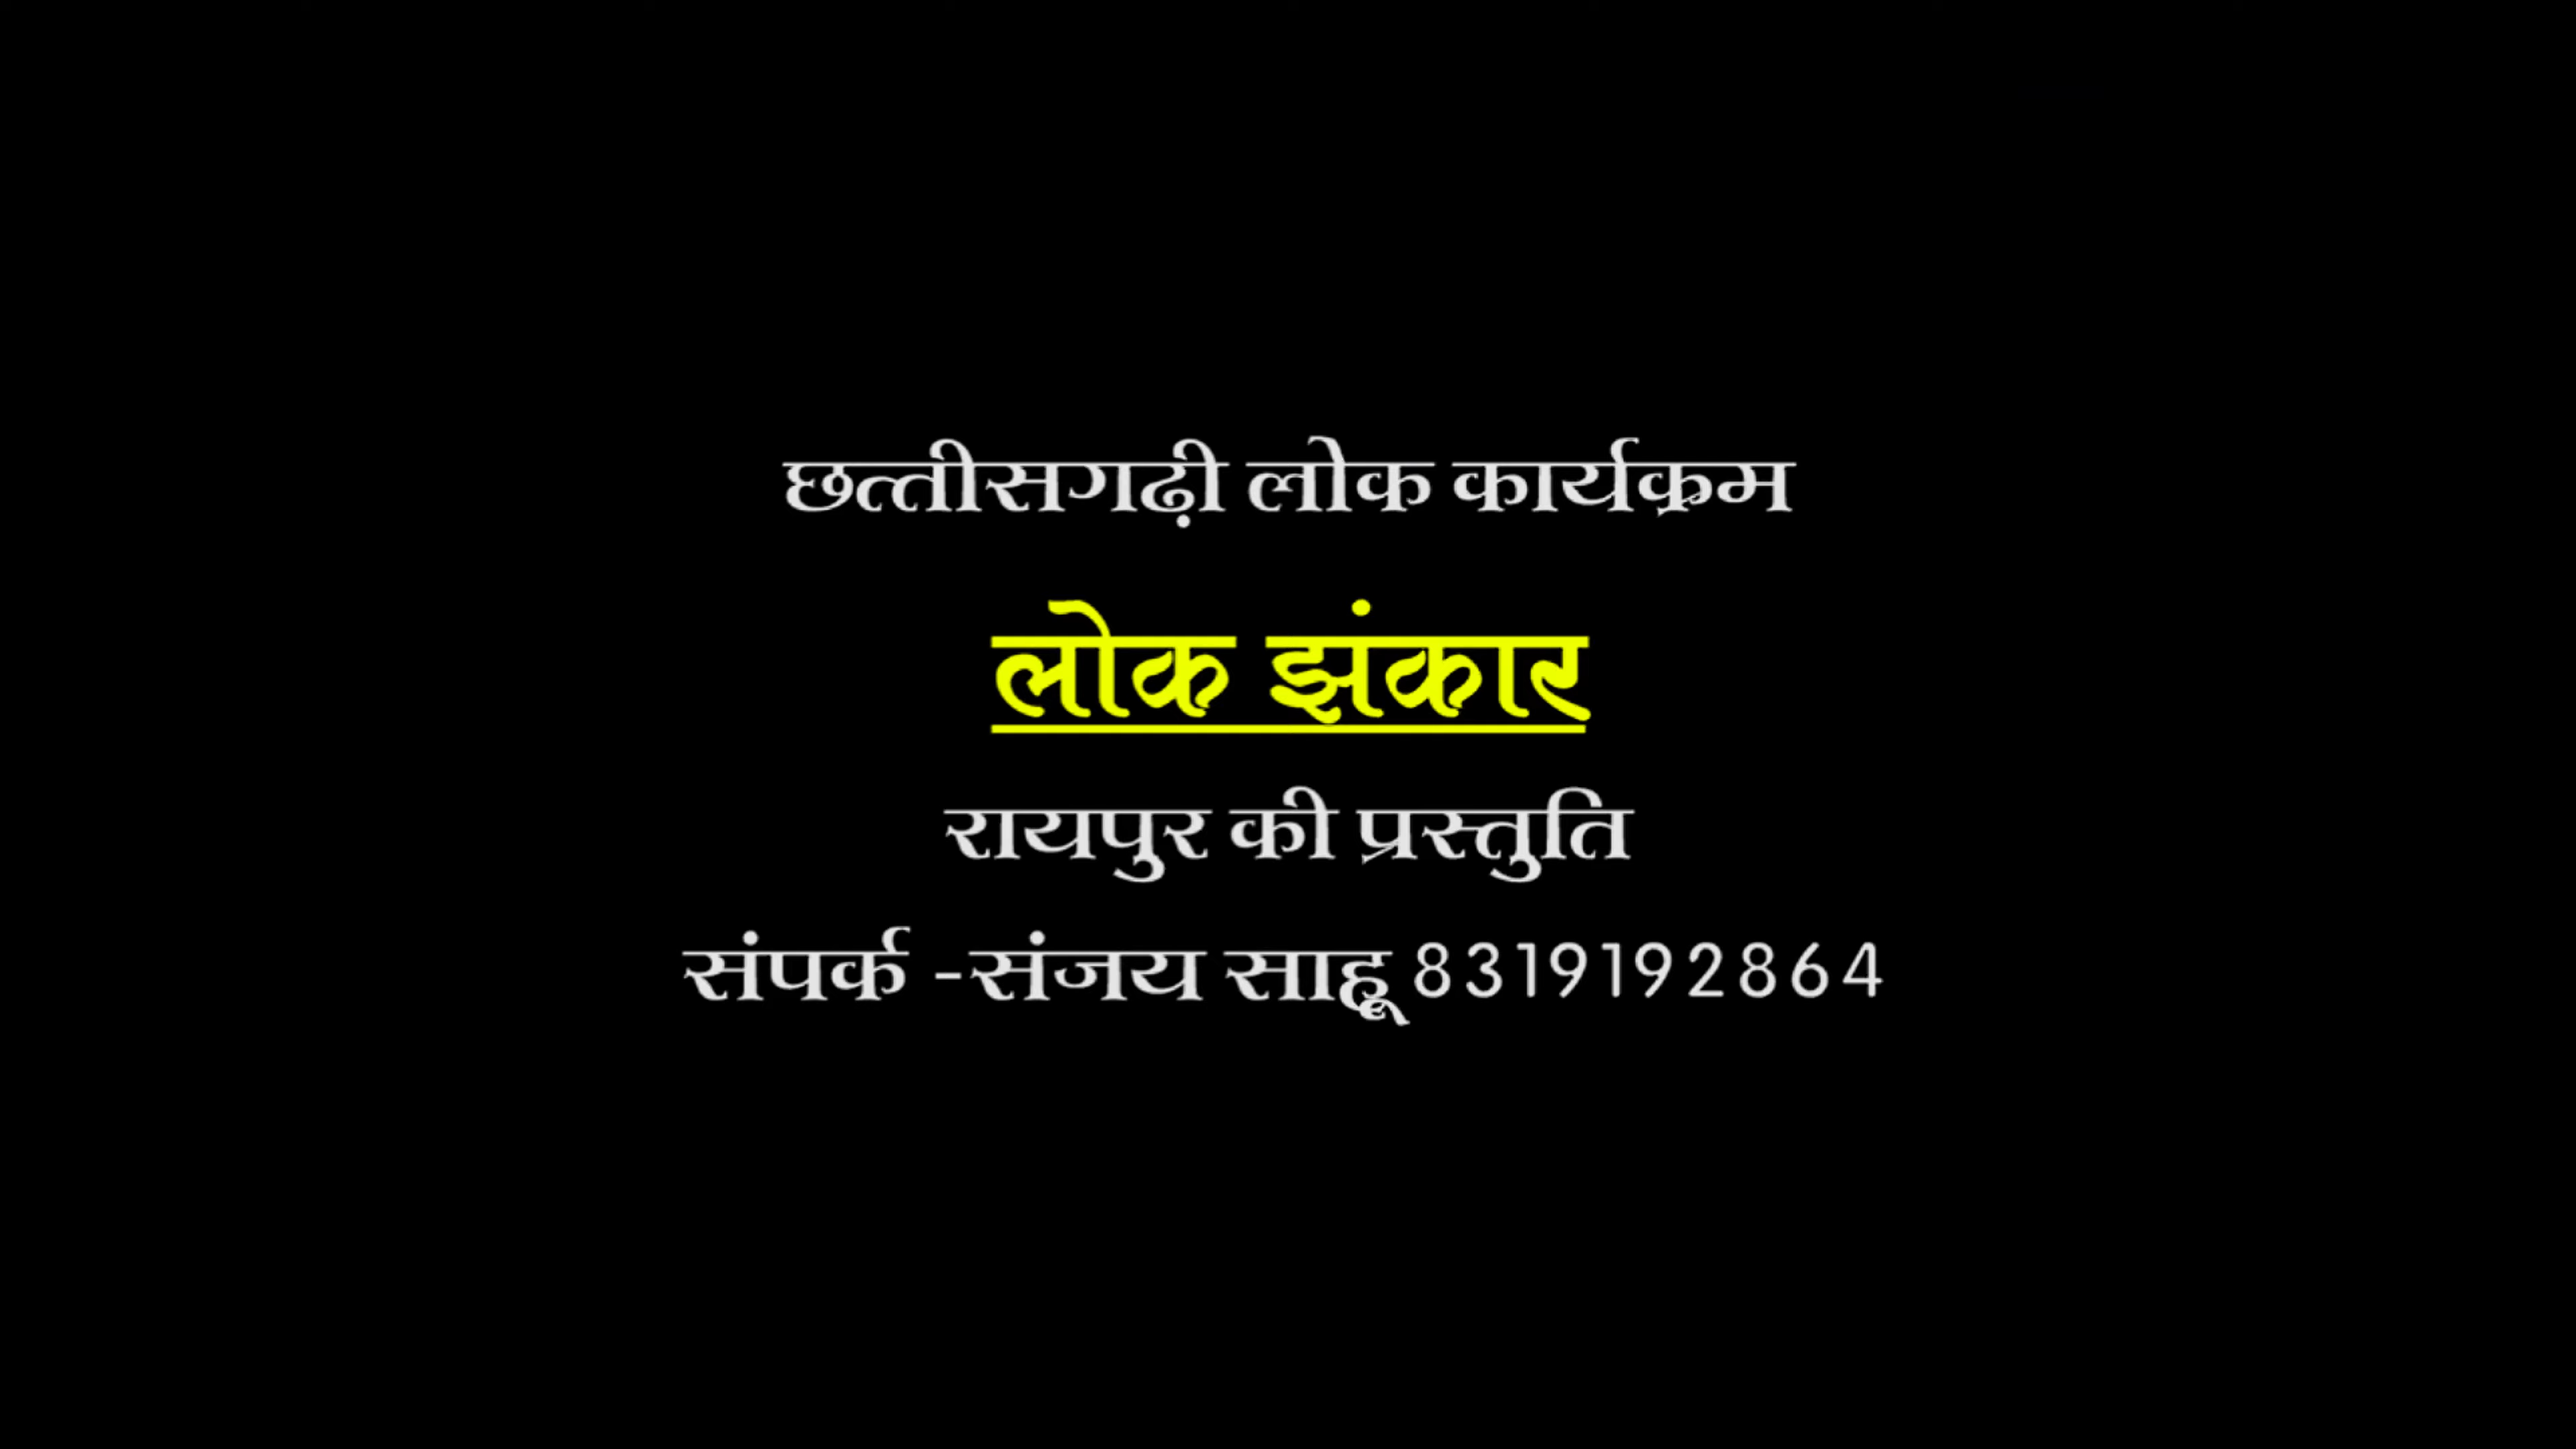 छत्तीसगढ़ी लोक कार्यक्रम
लोक झंकार
रायपुर की प्रस्तुति
संपर्क -संजय साहू 8319192864